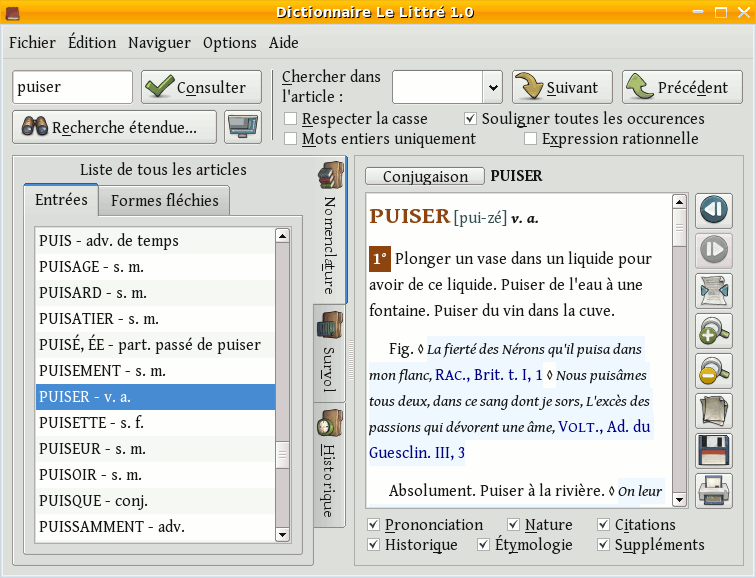 Dictionnaire Le Littré 1.0
Fichier Édition Naviguer Options Aide
puiser
Consulter
Chercher dans
l'article :
Suivant
Précédent
Recherche étendue...
Respecter la casse
Souligner toutes les occurences
Mots entiers uniquement
Expression rationnelle
Liste de tous les articles
Entrées
Formes fléchies
PUIS - adv. de temps
PUISAGE - s. m.
PUISARD - s. m.
PUISATIER - s. m.
PUISÉ, ÉE - part. passé de puiser
PUISEMENT - s. m.
PUISER - v. a.
PUISETTE - s. f.
PUISEUR - s. m.
PUISOIR - s. m.
PUISQUE - conj.
PUISSAMMENT - adv.
Nomenclature
Survol
Historique
Conjugaison
PUISER
PUISER [pui-zé] v. a.
1° Plonger un vase dans un liquide pour
avoir de ce liquide. Puiser de l'eau à une
fontaine. Puiser du vin dans la cuve.
Fig. ◊ La fierté des Nérons qu'il puisa dans
mon flanc, RAC., Brit. t. I, 1 ◊ Nous puisâmes
tous deux, dans ce sang dont je sors, L'excès des
passions qui dévorent une âme, VOLT., Ad. du
Guesclin. III, 3
Absolument. Puiser à la rivière. ◊ On leur
Prononciation
Nature
Citations
Historique
Étymologie
Suppléments